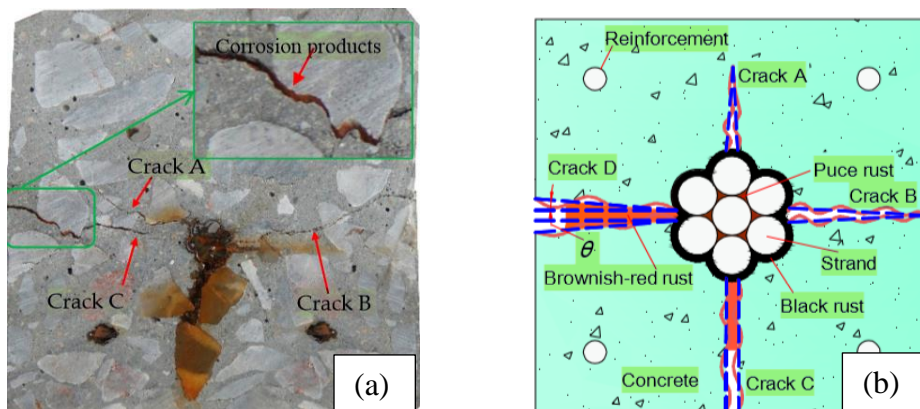 Corrosion products
Crack A
Crack C
Crack B
(a)
Reinforcement
Crack A
Crack D
Puce rust
Crack B
θ
Strand
Brownish-red rust
Black rust
Concrete
Crack C
(b)